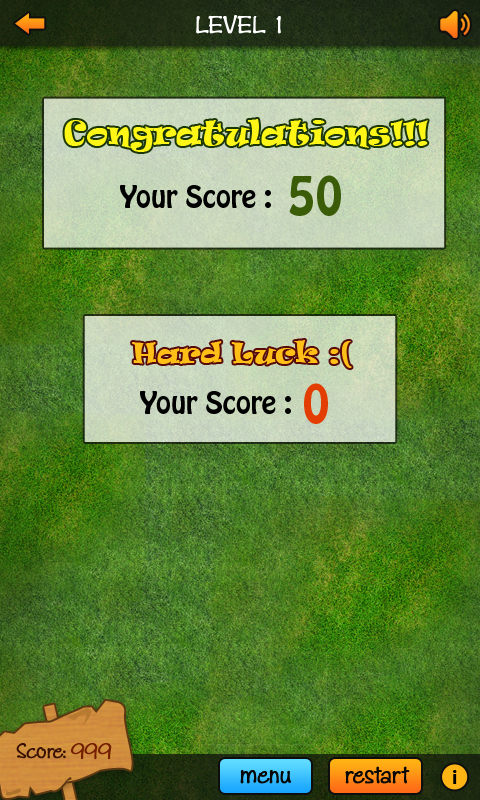 LEVEL 1
Congratulations!!!
Your Score : 50
Hard Luck :(
Your Score : 0
Score: 999
menu
restart
i